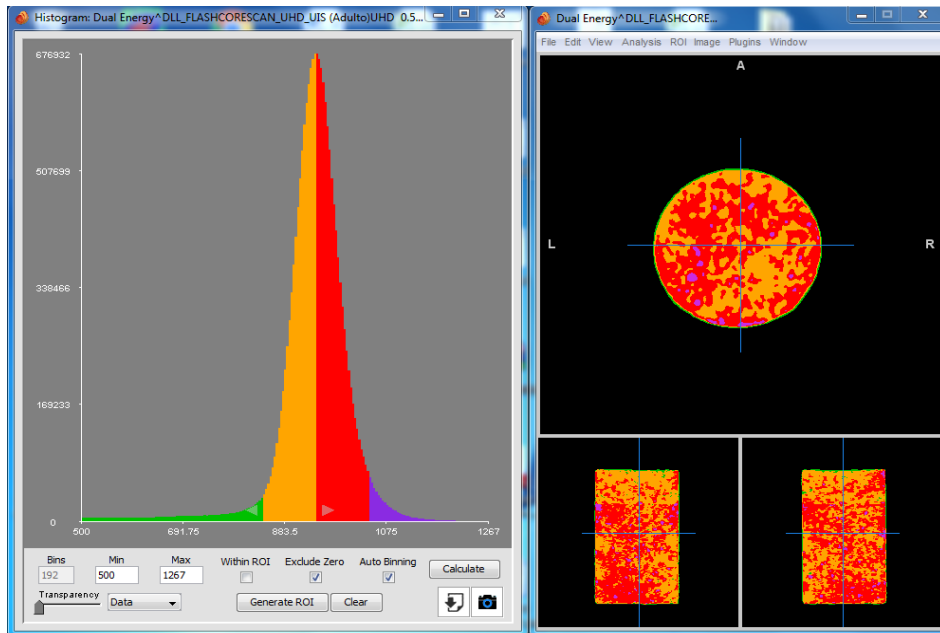 Histogram: Dual Energy^DLL_FLASHCORESCAN_UHD_UIS (Adulto)UHD 0.5...
676932
507699
338466
169233
0
500 691.75 883.5 1075 1267
Bins Min Max Within ROI Exclude Zero Auto Binning
192 500 1267 Calculate
Transparency Data Generate ROI Clear
Dual Energy^DLL_FLASHCORE...
File Edit View Analysis ROI Image Plugins Window
A
L R